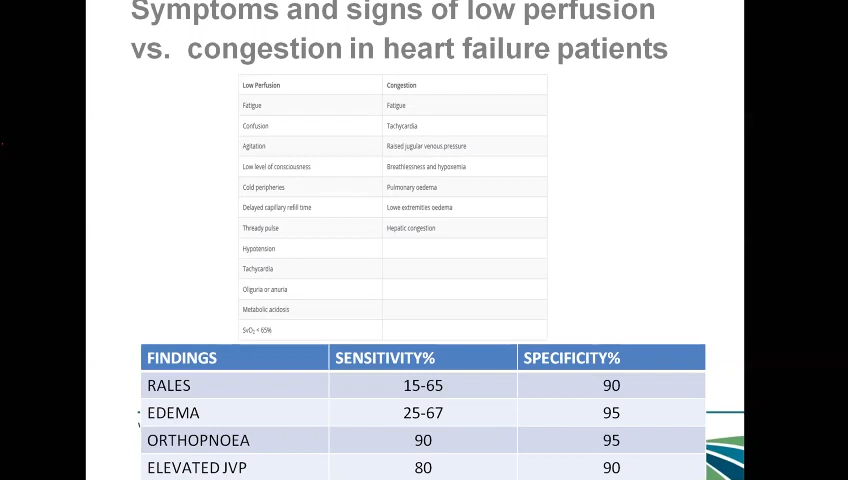 Symptoms and signs of low perfusion
vs. congestion in heart failure patients
Low Perfusion Congestion
Fatigue Fatigue
Confusion Tachycardia
Agitation Raised jugular venous pressure
Low level of consciousness Breathlessness and hypoxemia
Cold peripheries Pulmonary oedema
Delayed capillary refill time Lowe extremities oedema
Thready pulse Hepatic congestion
Hypotension
Tachycardia
Oliguria or anuria
Metabolic acidosis
SvO₂ < 65%
FINDINGS SENSITIVITY% SPECIFICITY%
RALES 15-65 90
EDEMA 25-67 95
ORTHOPNOEA 90 95
ELEVATED JVP 80 90